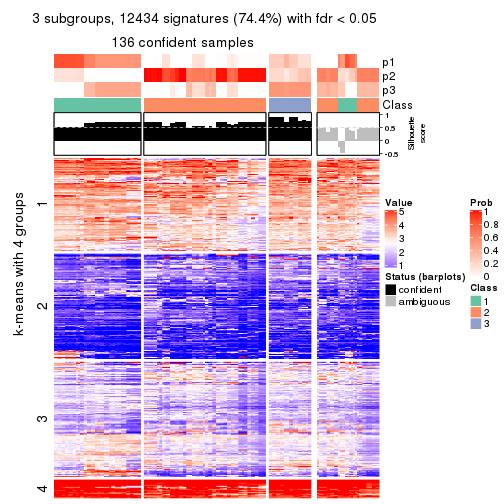 3 subgroups, 12434 signatures (74.4%) with fdr < 0.05
136 confident samples
p1
p2
p3
Class
1
0.5
0
-0.5
Silhouette
score
k-means with 4 groups
1
2
3
4
Value
5
4
3
2
1
Status (barplots)
confident
ambiguous
Prob
1
0.8
0.6
0.4
0.2
0
Class
1
2
3